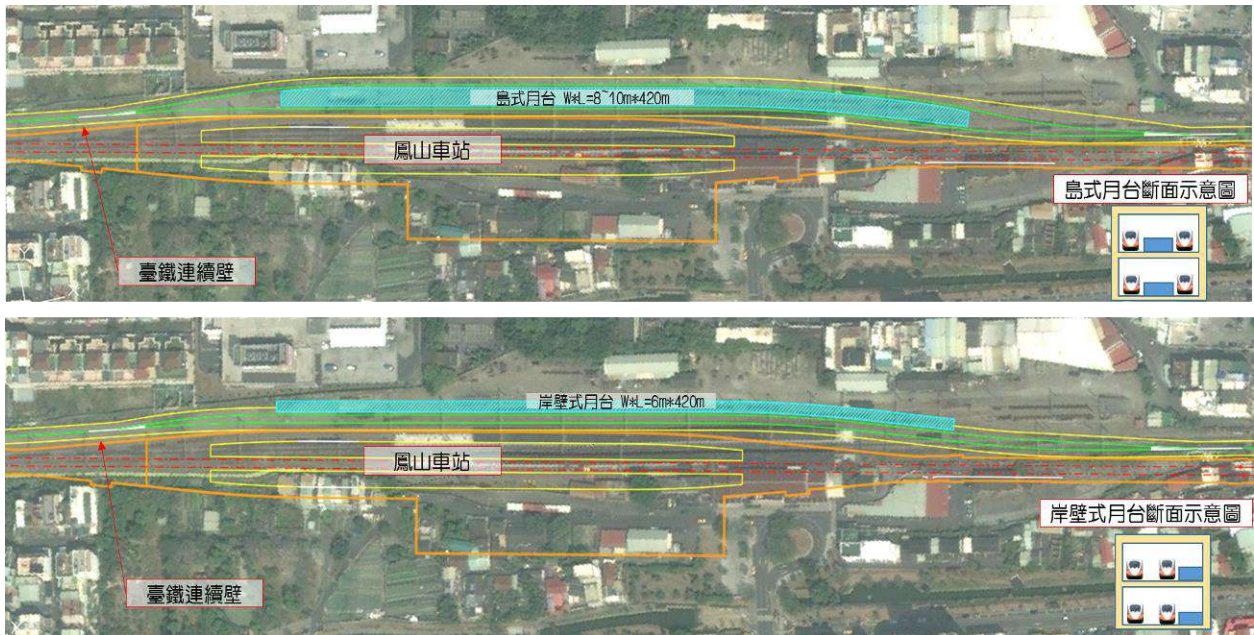 島式月台 W*L=8~10m*420m
鳳山車站
島式月台斷面示意圖
臺鐵連續壁
岸壁式月台 W*L=6m*420m
鳳山車站
岸壁式月台斷面示意圖
臺鐵連續壁